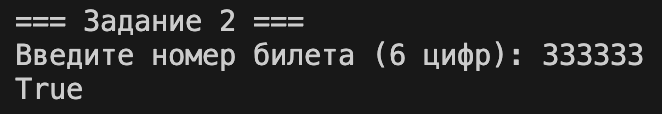 === Задание 2 ===
Введите номер билета (6 цифр): 333333
True